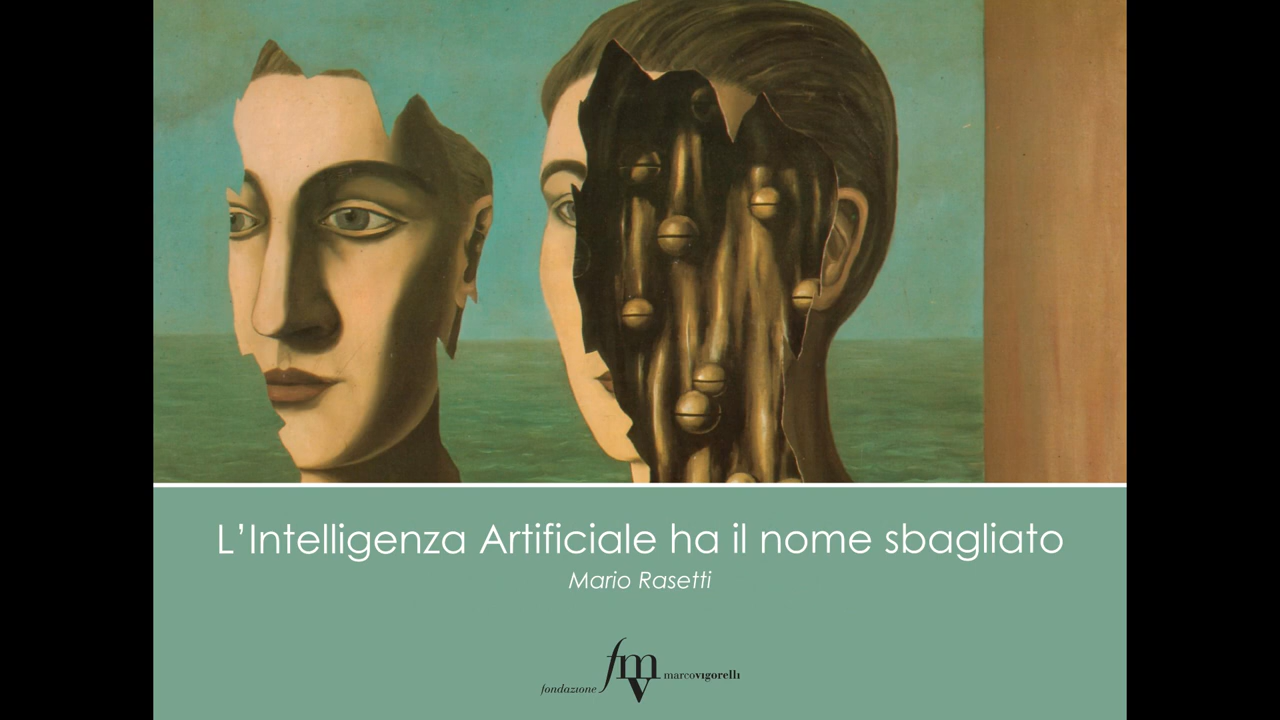 L'Intelligenza Artificiale ha il nome sbagliato
Mario Rasetti
fondazione fmv marcovigorelli